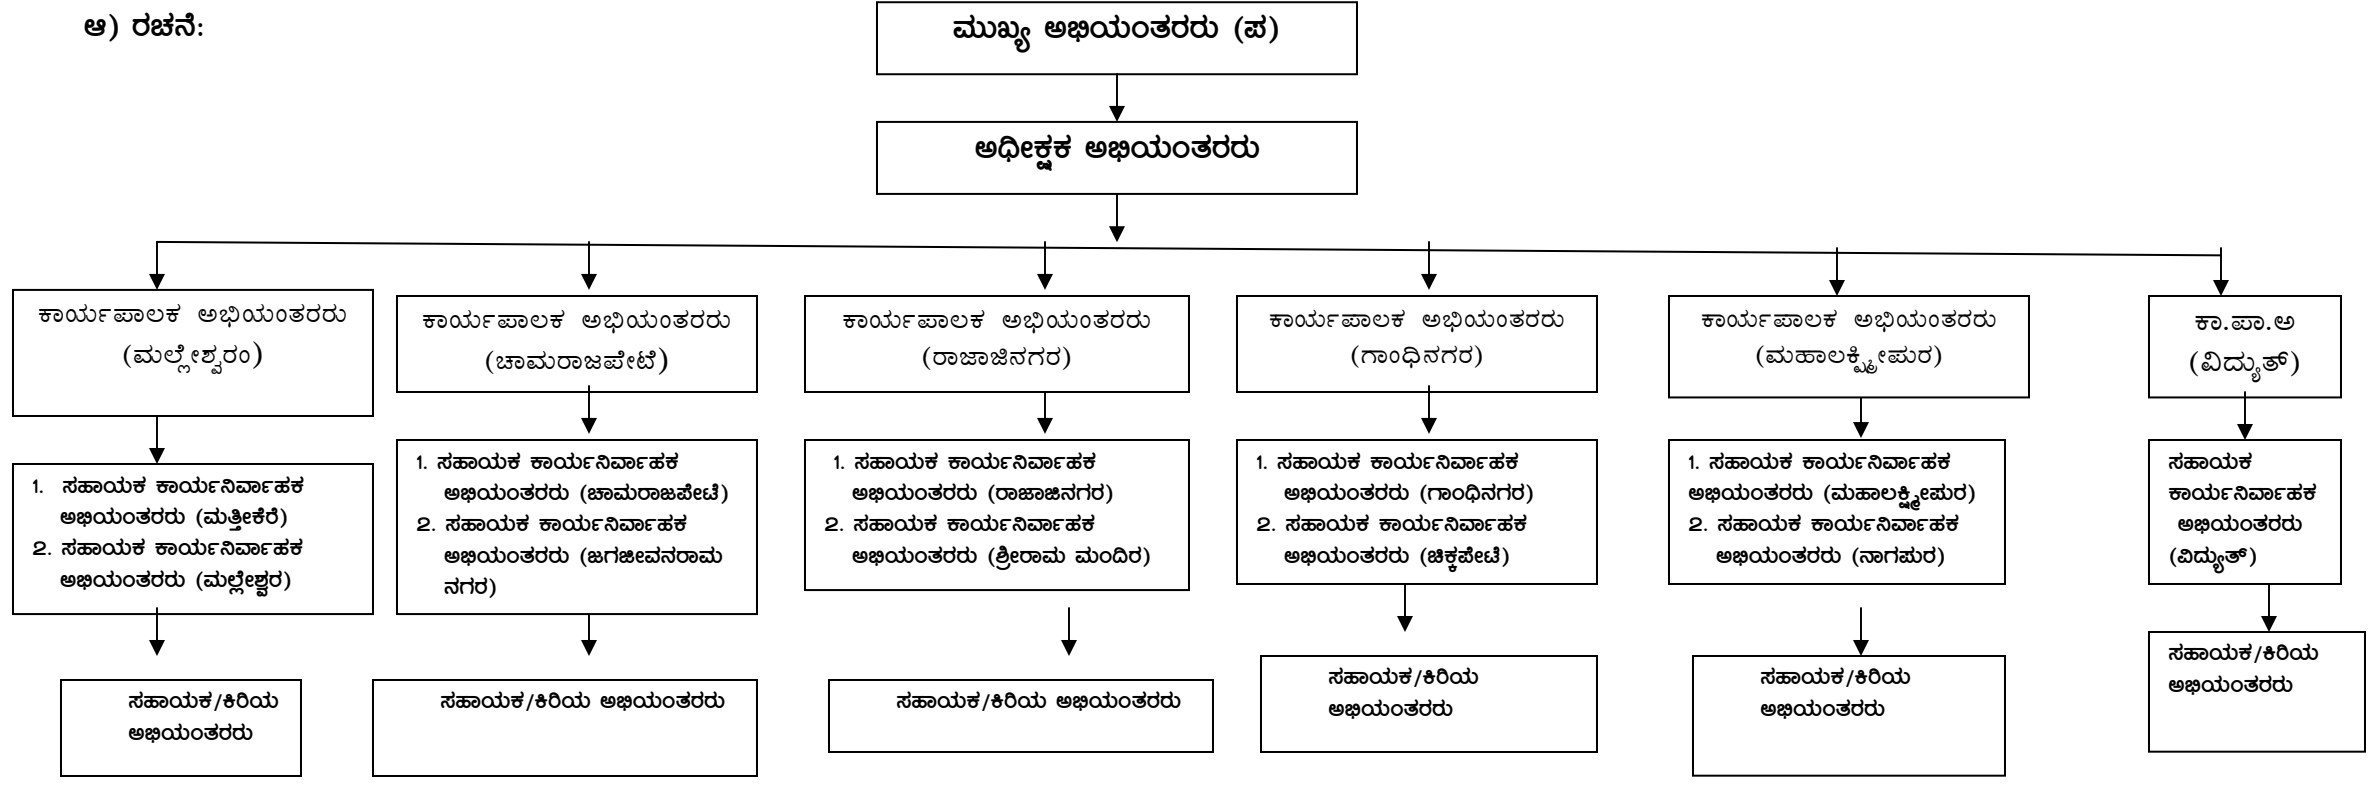 ಆ) ರಚನೆ:
ಮುಖ್ಯ ಅಭಿಯಂತರರು (ಪ)
ಅಧೀಕ್ಷಕ ಅಭಿಯಂತರರು
ಕಾರ್ಯಪಾಲಕ ಅಭಿಯಂತರರು
(ಮಲ್ಲೇಶ್ವರಂ)
ಕಾರ್ಯಪಾಲಕ ಅಭಿಯಂತರರು
(ಚಾಮರಾಜಪೇಟೆ)
ಕಾರ್ಯಪಾಲಕ ಅಭಿಯಂತರರು
(ರಾಜಾಜಿನಗರ)
ಕಾರ್ಯಪಾಲಕ ಅಭಿಯಂತರರು
(ಗಾಂಧಿನಗರ)
ಕಾರ್ಯಪಾಲಕ ಅಭಿಯಂತರರು
(ಮಹಾಲಕ್ಷ್ಮೀಪುರ)
ಕಾ.ಪಾ.ಅ
(ವಿದ್ಯುತ್)
1. ಸಹಾಯಕ ಕಾರ್ಯನಿರ್ವಾಹಕ
ಅಭಿಯಂತರರು (ಮತ್ತೀಕೆರೆ)
2. ಸಹಾಯಕ ಕಾರ್ಯನಿರ್ವಾಹಕ
ಅಭಿಯಂತರರು (ಮಲ್ಲೇಶ್ವರ)
1. ಸಹಾಯಕ ಕಾರ್ಯನಿರ್ವಾಹಕ
ಅಭಿಯಂತರರು (ಚಾಮರಾಜಪೇಟೆ)
2. ಸಹಾಯಕ ಕಾರ್ಯನಿರ್ವಾಹಕ
ಅಭಿಯಂತರರು (ಜಗಜೀವನರಾಮ
ನಗರ)
1. ಸಹಾಯಕ ಕಾರ್ಯನಿರ್ವಾಹಕ
ಅಭಿಯಂತರರು (ರಾಜಾಜಿನಗರ)
2. ಸಹಾಯಕ ಕಾರ್ಯನಿರ್ವಾಹಕ
ಅಭಿಯಂತರರು (ಶ್ರೀರಾಮ ಮಂದಿರ)
1. ಸಹಾಯಕ ಕಾರ್ಯನಿರ್ವಾಹಕ
ಅಭಿಯಂತರರು (ಗಾಂಧಿನಗರ)
2. ಸಹಾಯಕ ಕಾರ್ಯನಿರ್ವಾಹಕ
ಅಭಿಯಂತರರು (ಚಿಕ್ಕಪೇಟೆ)
1. ಸಹಾಯಕ ಕಾರ್ಯನಿರ್ವಾಹಕ
ಅಭಿಯಂತರರು (ಮಹಾಲಕ್ಷ್ಮೀಪುರ)
2. ಸಹಾಯಕ ಕಾರ್ಯನಿರ್ವಾಹಕ
ಅಭಿಯಂತರರು (ನಾಗಪುರ)
ಸಹಾಯಕ
ಕಾರ್ಯನಿರ್ವಾಹಕ
ಅಭಿಯಂತರರು
(ವಿದ್ಯುತ್)
ಸಹಾಯಕ/ಕಿರಿಯ
ಅಭಿಯಂತರರು
ಸಹಾಯಕ/ಕಿರಿಯ ಅಭಿಯಂತರರು
ಸಹಾಯಕ/ಕಿರಿಯ ಅಭಿಯಂತರರು
ಸಹಾಯಕ/ಕಿರಿಯ
ಅಭಿಯಂತರರು
ಸಹಾಯಕ/ಕಿರಿಯ
ಅಭಿಯಂತರರು
ಸಹಾಯಕ/ಕಿರಿಯ
ಅಭಿಯಂತರರು